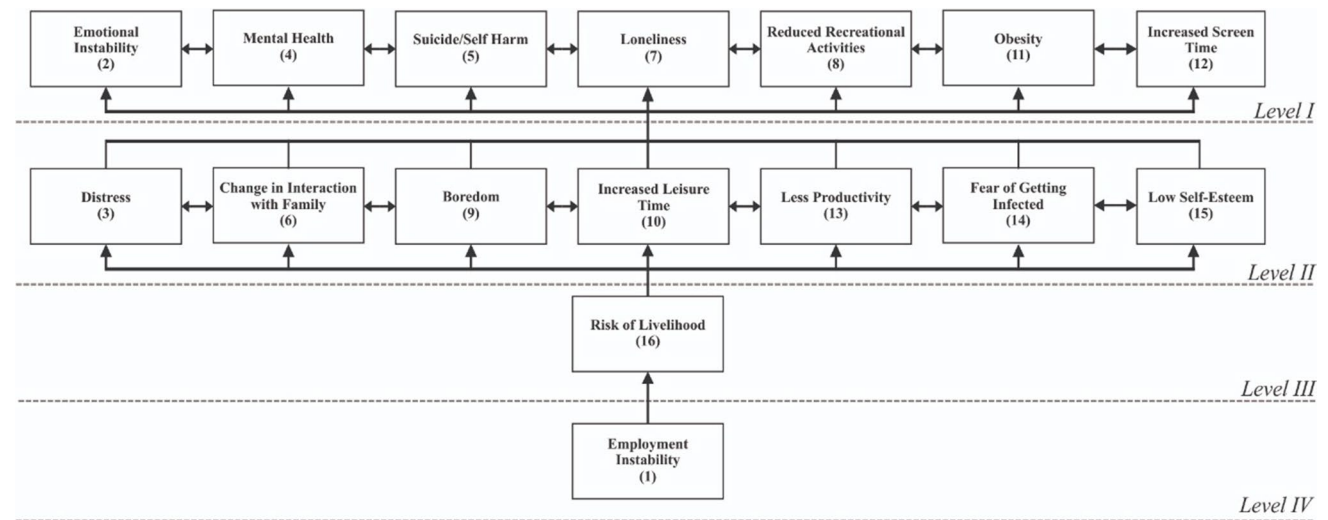 Emotional
Instability
(2)
Mental Health
(4)
Suicide/Self Harm
(5)
Loneliness
(7)
Reduced Recreational
Activities
(8)
Obesity
(11)
Increased Screen
Time
(12)
Level I
Distress
(3)
Change in Interaction
with Family
(6)
Boredom
(9)
Increased Leisure
Time
(10)
Less Productivity
(13)
Fear of Getting
Infected
(14)
Low Self-Esteem
(15)
Level II
Risk of Livelihood
(16)
Level III
Employment
Instability
(1)
Level IV